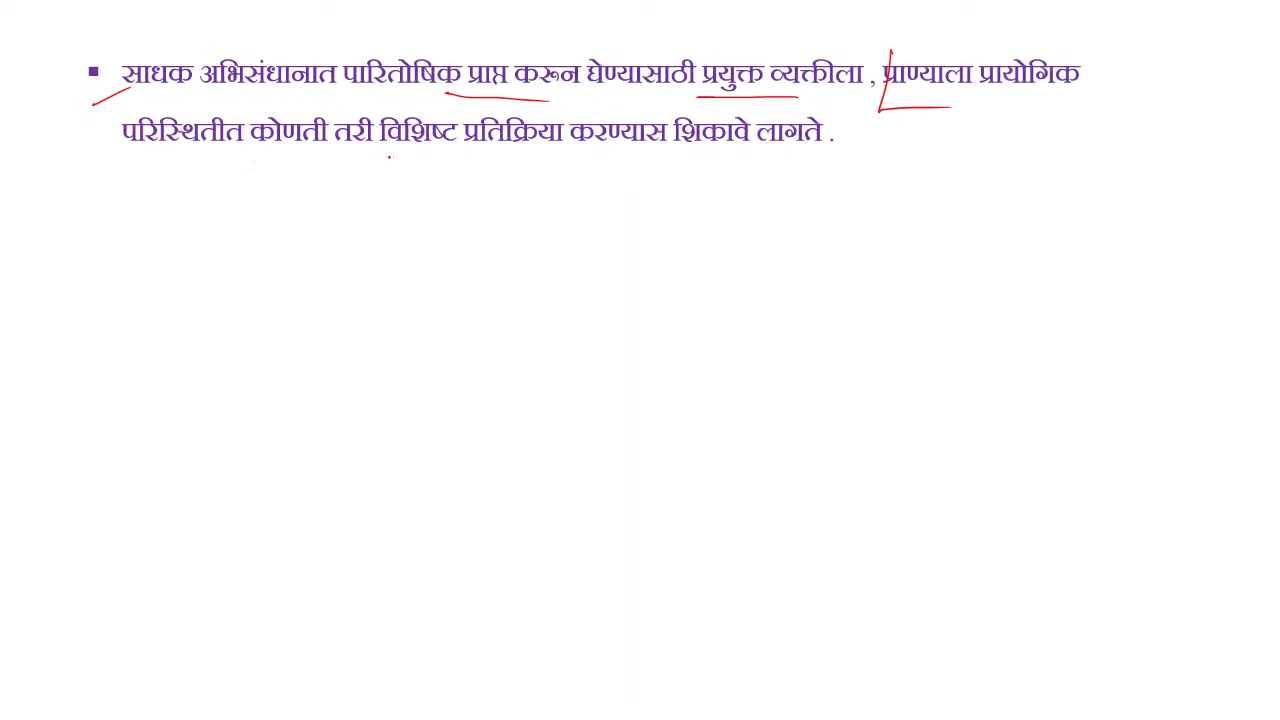 ▪ साधक अभिसंधानात पारितोषिक प्राप्त करून घेण्यासाठी प्रयुक्त व्यक्तीला , प्राण्याला प्रायोगिक
परिस्थितीत कोणती तरी विशिष्ट प्रतिक्रिया करण्यास शिकावे लागते .